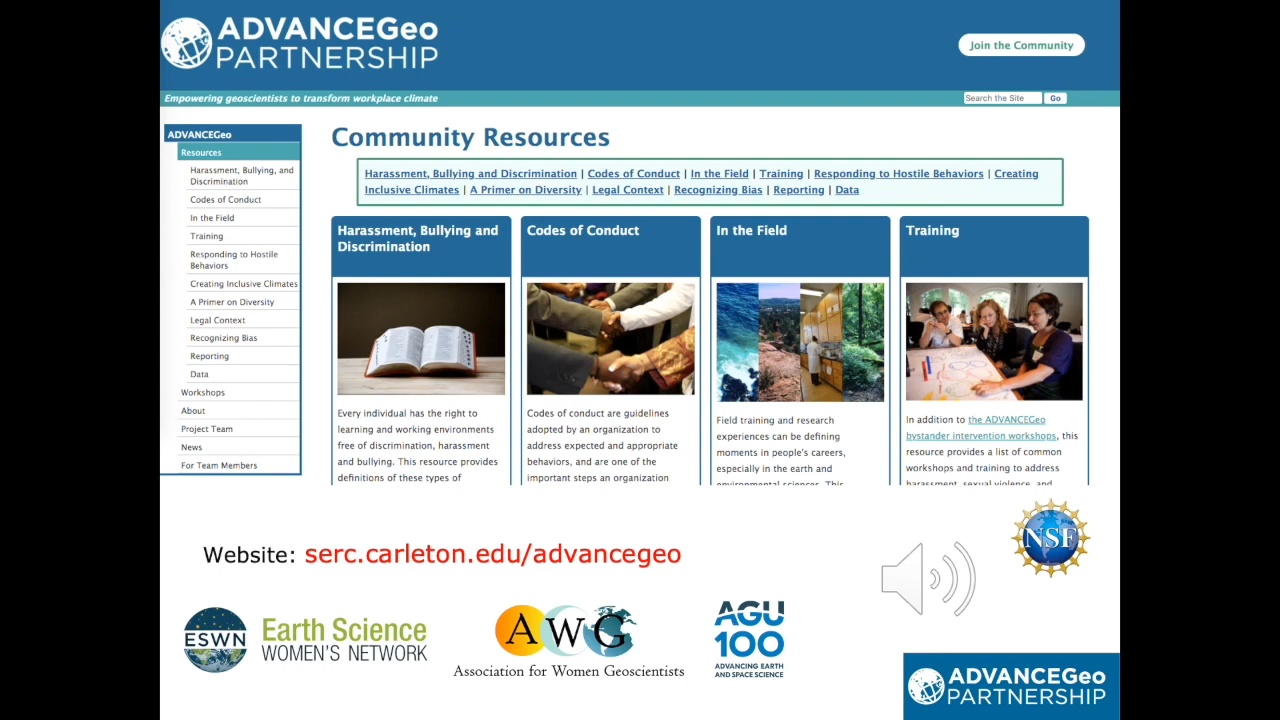 ADVANCEGeo
PARTNERSHIP
Join the Community
Empowering geoscientists to transform workplace climate
Search the Site
Go
ADVANCEGeo
Resources
Harassment, Bullying, and
Discrimination
Codes of Conduct
In the Field
Training
Responding to Hostile
Behaviors
Creating Inclusive Climates
A Primer on Diversity
Legal Context
Recognizing Bias
Reporting
Data
Workshops
About
Project Team
News
For Team Members
Community Resources
Harassment, Bullying and Discrimination | Codes of Conduct | In the Field | Training | Responding to Hostile Behaviors | Creating
Inclusive Climates | A Primer on Diversity | Legal Context | Recognizing Bias | Reporting | Data
Harassment, Bullying and
Discrimination
Every individual has the right to
learning and working environments
free of discrimination, harassment
and bullying. This resource provides
definitions of these types of
Codes of Conduct
Codes of conduct are guidelines
adopted by an organization to
address expected and appropriate
behaviors, and are one of the
important steps an organization
In the Field
Field training and research
experiences can be defining
moments in people's careers,
especially in the earth and
environmental sciences. This
Training
In addition to the ADVANCEGeo
bystander intervention workshops, this
resource provides a list of common
workshops and training to address
harassment, sexual violence, and
Website: serc.carleton.edu/advancegeo
NSF
ESWN
Earth Science
WOMEN'S NETWORK
AWG
Association for Women Geoscientists
AGU
100
ADVANCING EARTH
AND SPACE SCIENCE
ADVANCEGeo
PARTNERSHIP